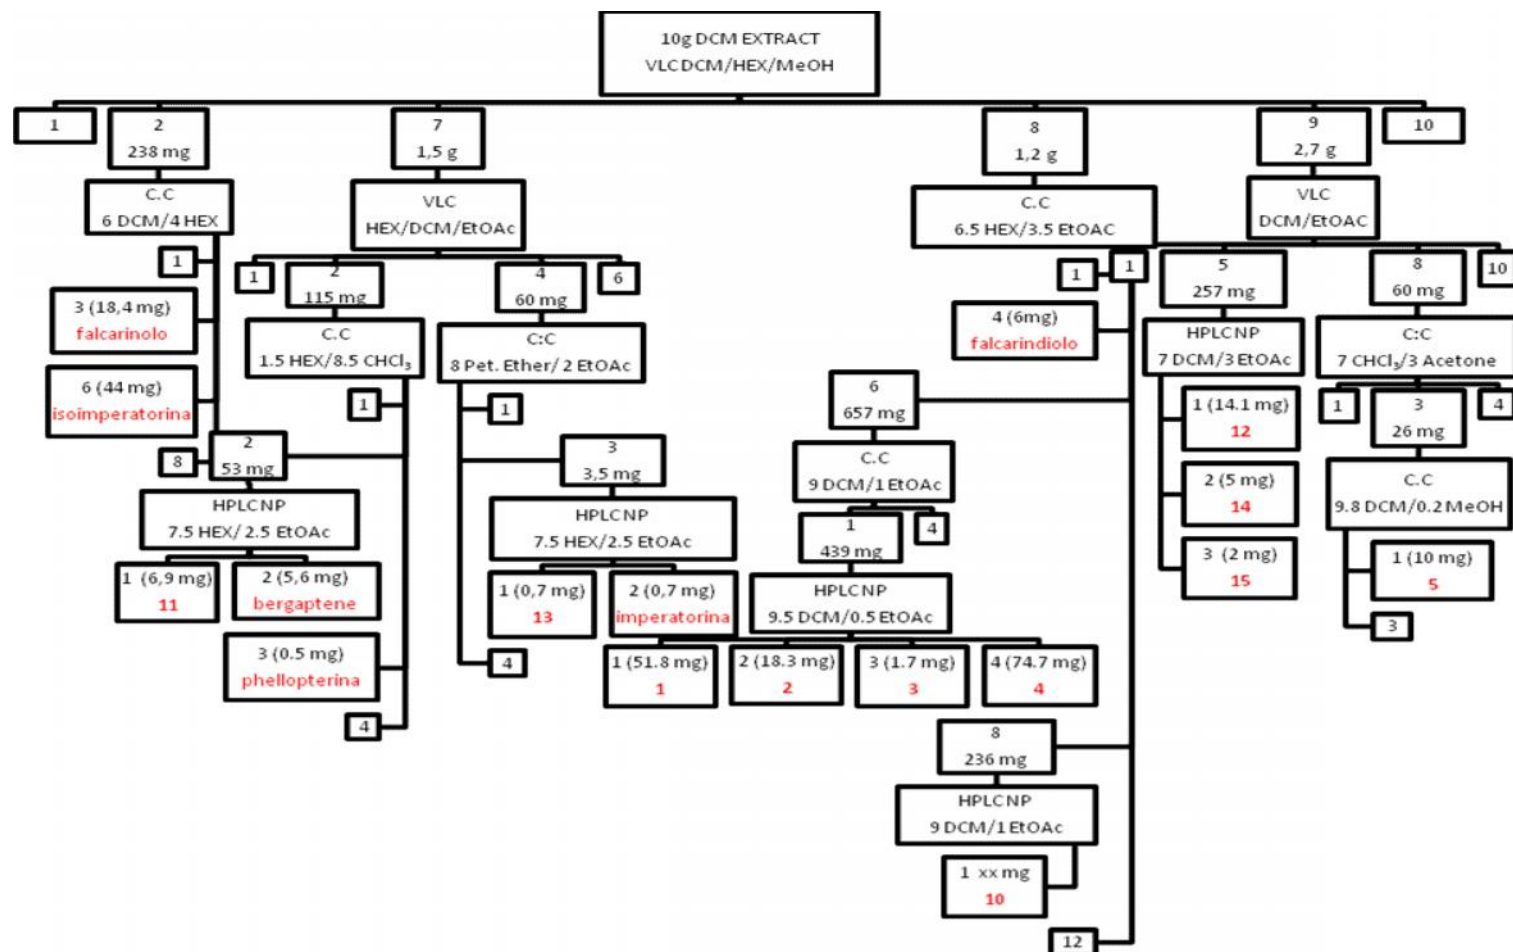 10g DCM EXTRACT
VLC DCM/HEX/MeOH
1
2
238 mg
7
1,5 g
8
1,2 g
9
2,7 g
10
C.C
6 DCM/4 HEX
1
3 (18,4 mg)
falcarinolo
6 (44 mg)
isoimperatorina
8
VLC
HEX/DCM/EtOAc
1
2
115 mg
4
60 mg
6
C.C
1.5 HEX/8.5 CHCl₃
1
2
53 mg
HPLC NP
7.5 HEX/ 2.5 EtOAc
1 (6,9 mg)
11
2 (5,6 mg)
bergaptene
3 (0.5 mg)
phellopterina
4
C:C
8 Pet. Ether/ 2 EtOAc
1
3
3,5 mg
HPLC NP
7.5 HEX/2.5 EtOAc
1 (0,7 mg)
13
2 (0,7 mg)
imperatorina
4
C.C
6.5 HEX/3.5 EtOAC
1
4 (6mg)
falcarindiolo
6
657 mg
C.C
9 DCM/1 EtOAc
1
439 mg
4
HPLC NP
9.5 DCM/0.5 EtOAc
1 (51.8 mg)
1
2 (18.3 mg)
2
3 (1.7 mg)
3
4 (74.7 mg)
4
8
236 mg
HPLC NP
9 DCM/1 EtOAc
1 xx mg
10
12
VLC
DCM/EtOAC
1
5
257 mg
8
60 mg
10
HPLC NP
7 DCM/3 EtOAc
1 (14.1 mg)
12
2 (5 mg)
14
3 (2 mg)
15
C:C
7 CHCl₃/3 Acetone
1
3
26 mg
4
C.C
9.8 DCM/0.2 MeOH
1 (10 mg)
5
3